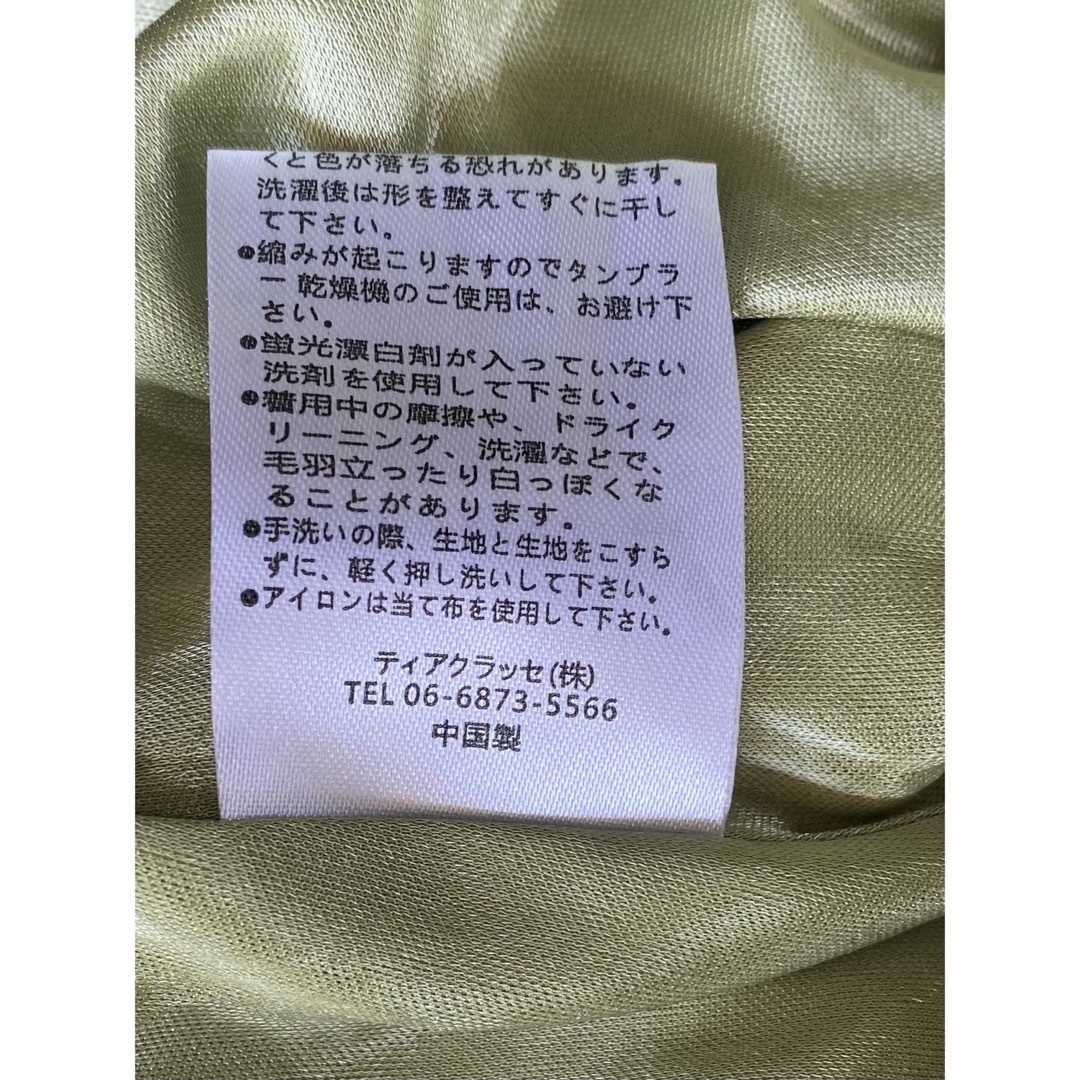 くと色が落ちる恐れがあります。
洗濯後は形を整えてすぐに干し
て下さい。
●縮みが起こりますのでタンブラ
ー乾燥機のご使用は、お避け下
さい。
●蛍光漂白剤が入っていない
洗剤を使用して下さい。
●着用中の摩擦や、ドライク
リーニング、洗濯などで、
毛羽立ったり白っぽくな
ることがあります。
●手洗いの際、生地と生地をこすら
ずに、軽く押し洗いして下さい。
●アイロンは当て布を使用して下さい。
ティアクラッセ(株)
TEL 06-6873-5566
中国製